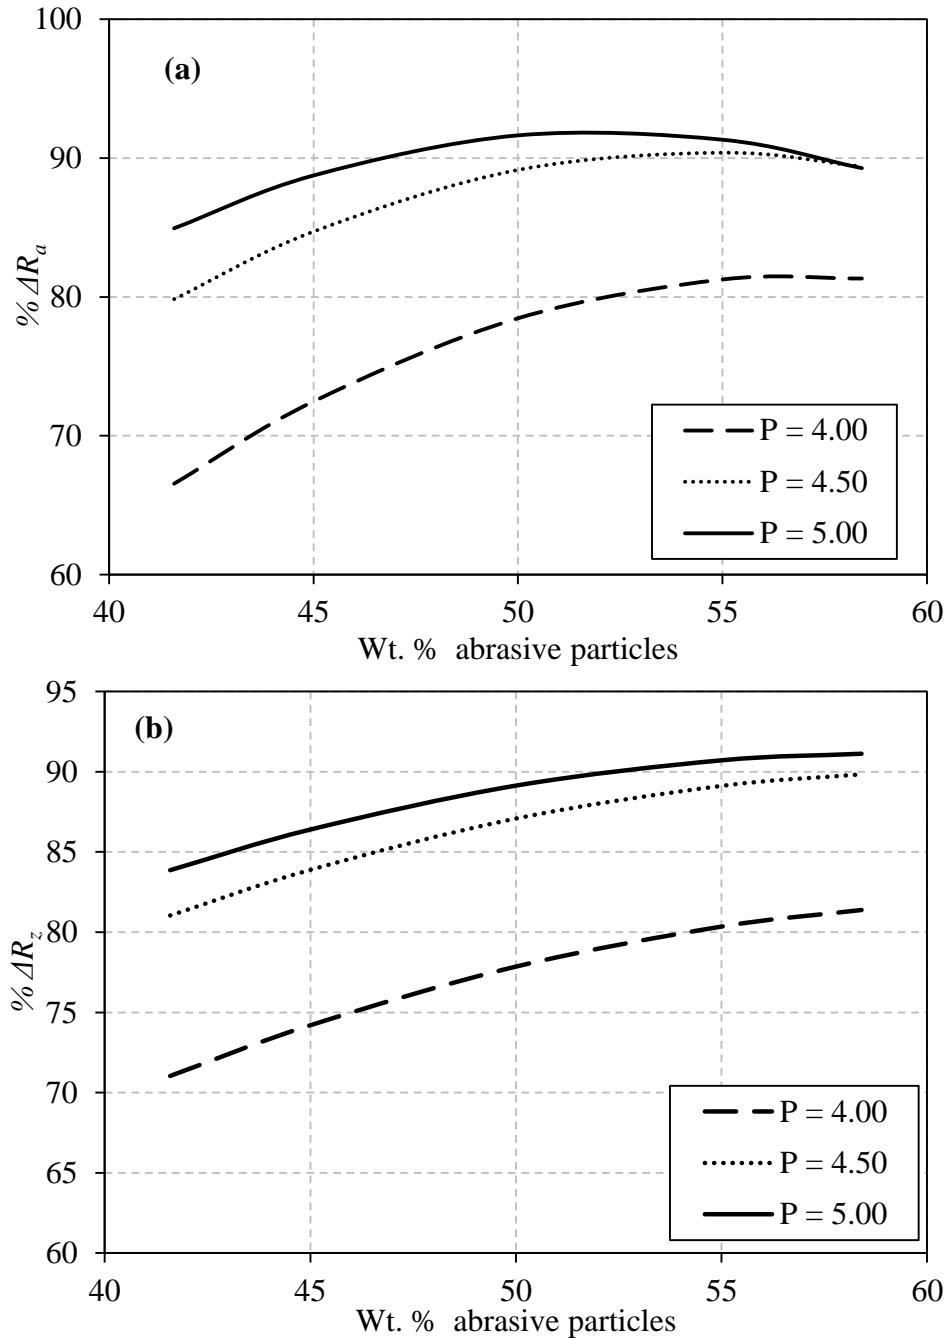 100
(a)
90
% ΔRa
80
70
P = 4.00
P = 4.50
P = 5.00
60
40 45 50 55 60
Wt. % abrasive particles
95
(b)
90
85
80
% ΔRz
75
70
P = 4.00
65
P = 4.50
P = 5.00
60
40 45 50 55 60
Wt. % abrasive particles